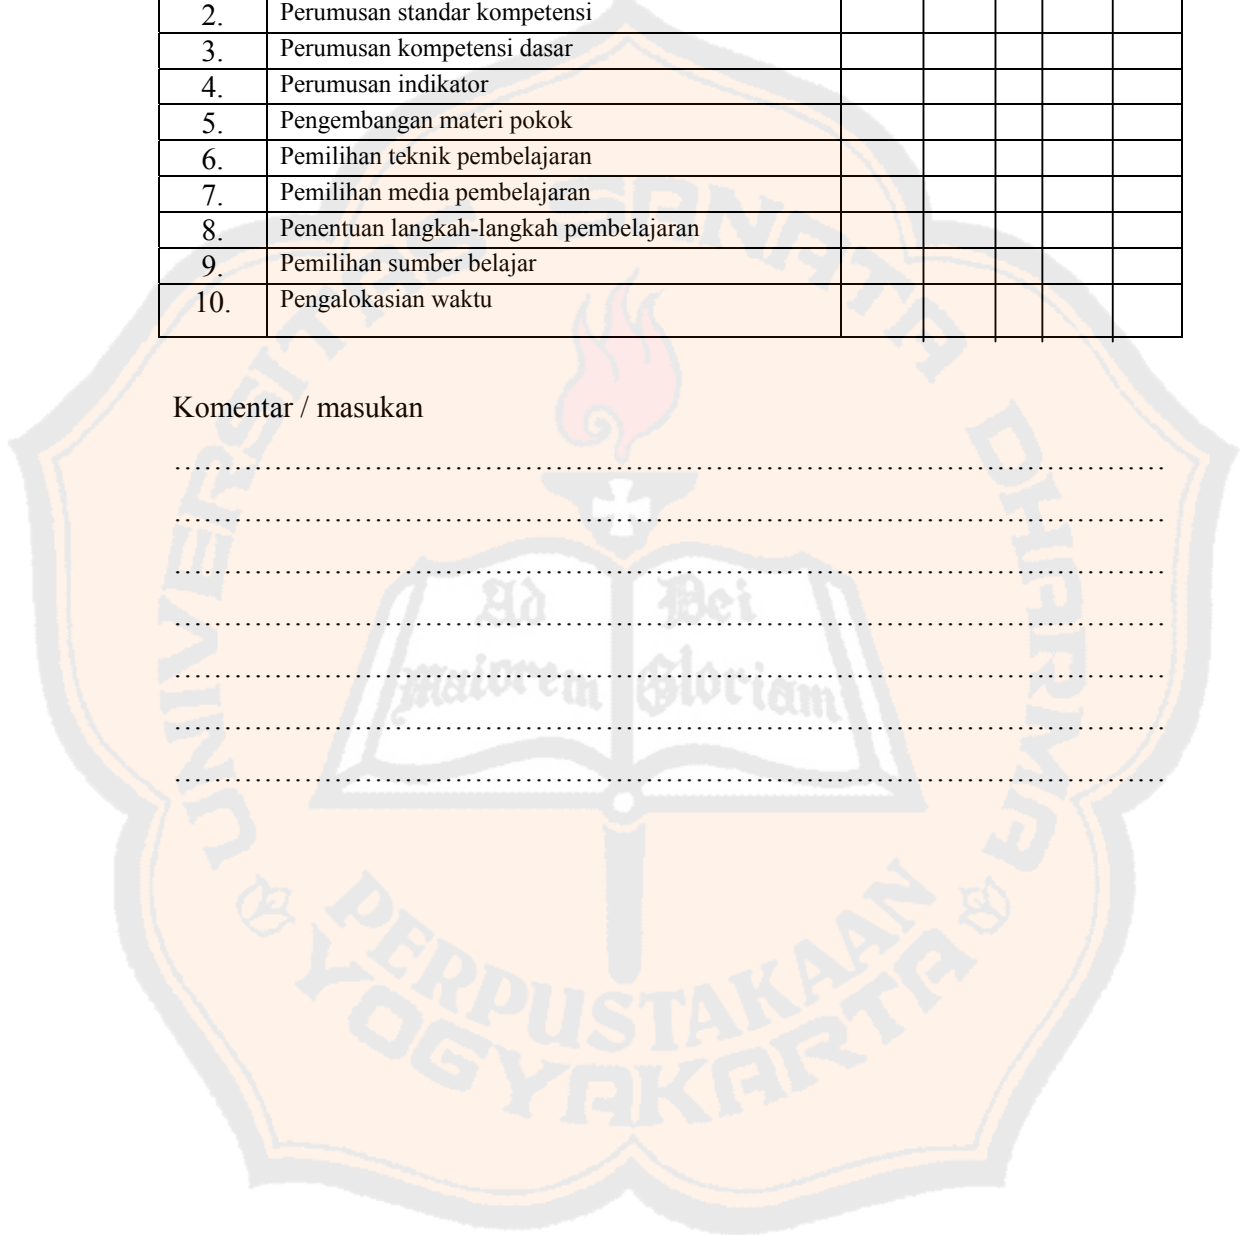 2. Perumusan standar kompetensi
3. Perumusan kompetensi dasar
4. Perumusan indikator
5. Pengembangan materi pokok
6. Pemilihan teknik pembelajaran
7. Pemilihan media pembelajaran
8. Penentuan langkah-langkah pembelajaran
9. Pemilihan sumber belajar
10. Pengalokasian waktu
Komentar / masukan
UNIVERSITAS SANATA DHARMA
Ad Dei
maiorem Gloriam
PERPUSTAKAAN
YOGYAKARTA